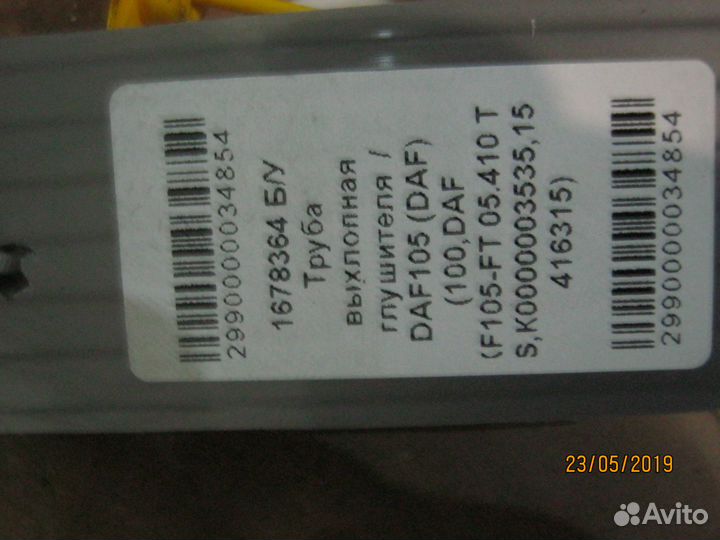 2990000034854
1678364 Б/У
Труба
выхлопная
глушителя /
DAF105 (DAF)
(100,DAF
(F105-FT 05.410 T
S,K0000003535,15
416315)
2990000034854
23/05/2019
Avito